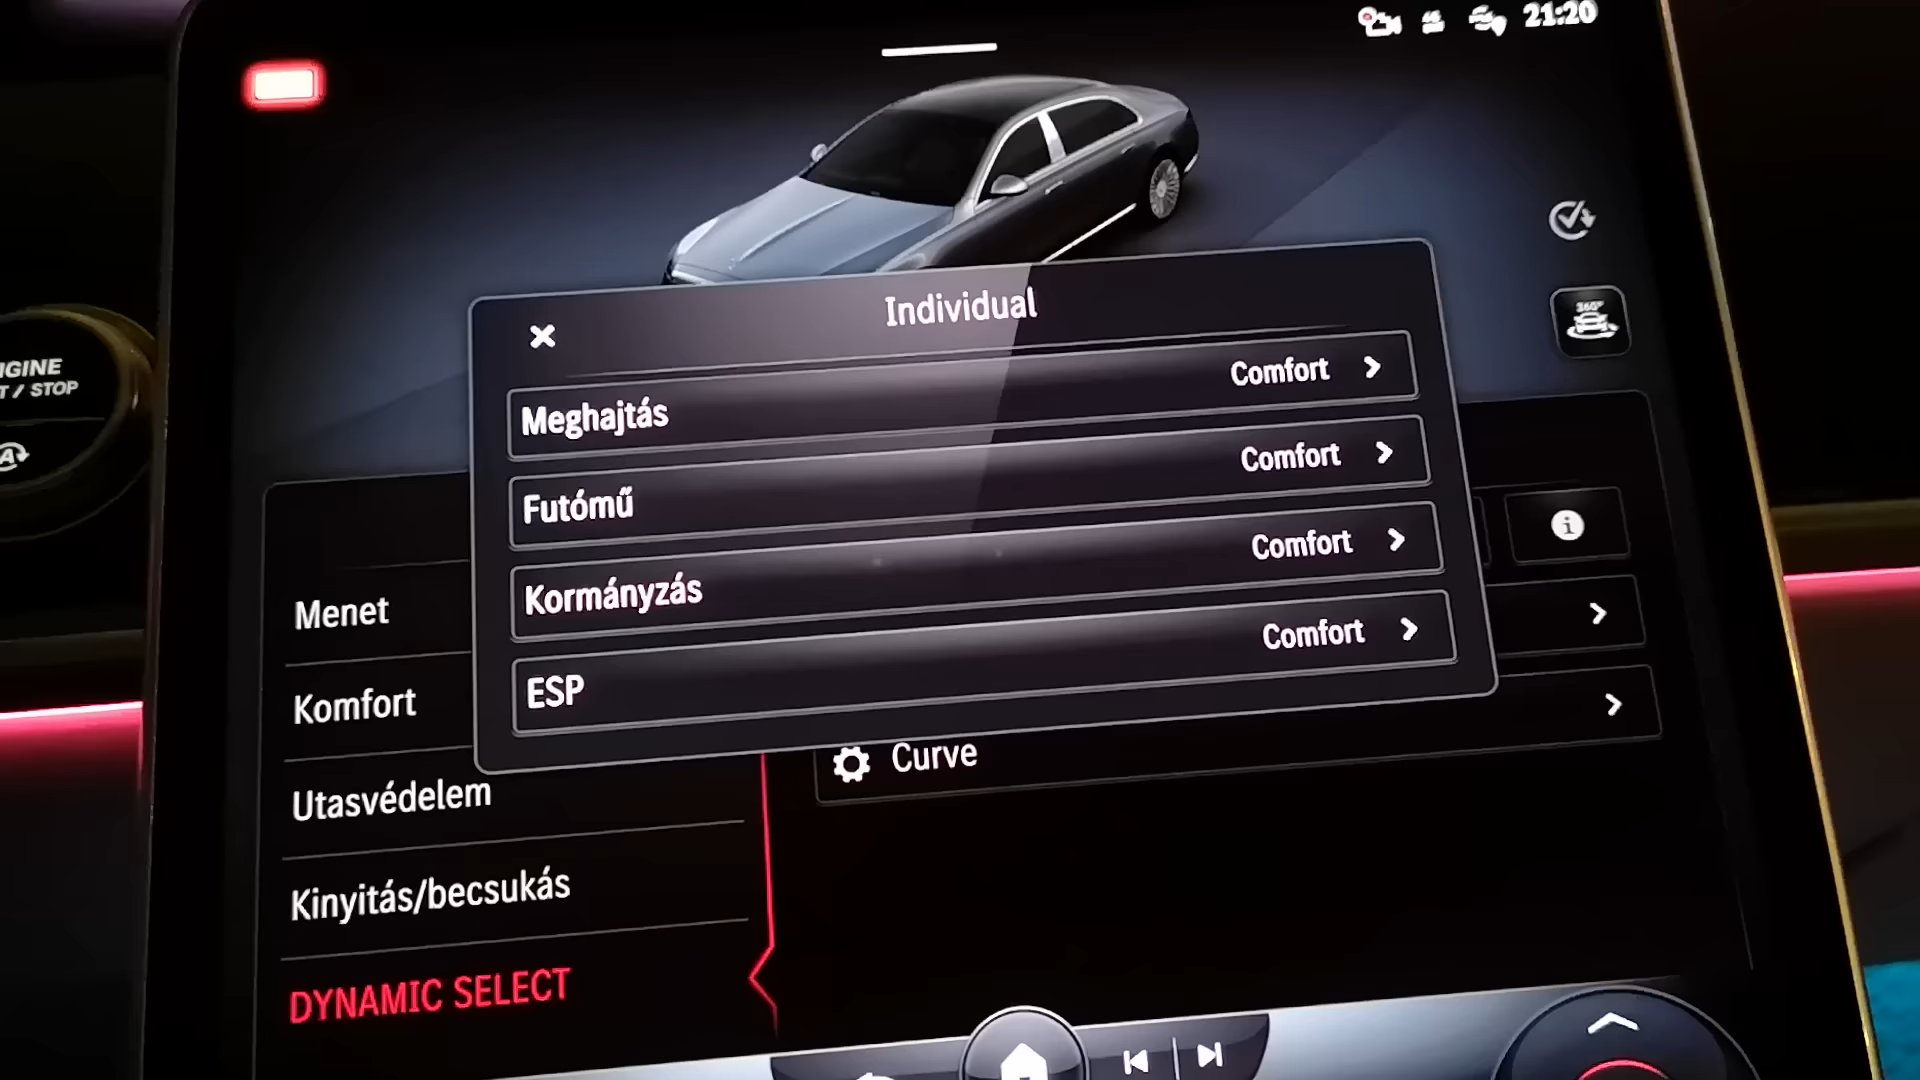 21:20
360°
Individual
Meghajtás Comfort
Futómű Comfort
Kormányzás Comfort
ESP Comfort
Curve
Menet
Komfort
Utasvédelem
Kinyitás/becsukás
DYNAMIC SELECT
STOP
A